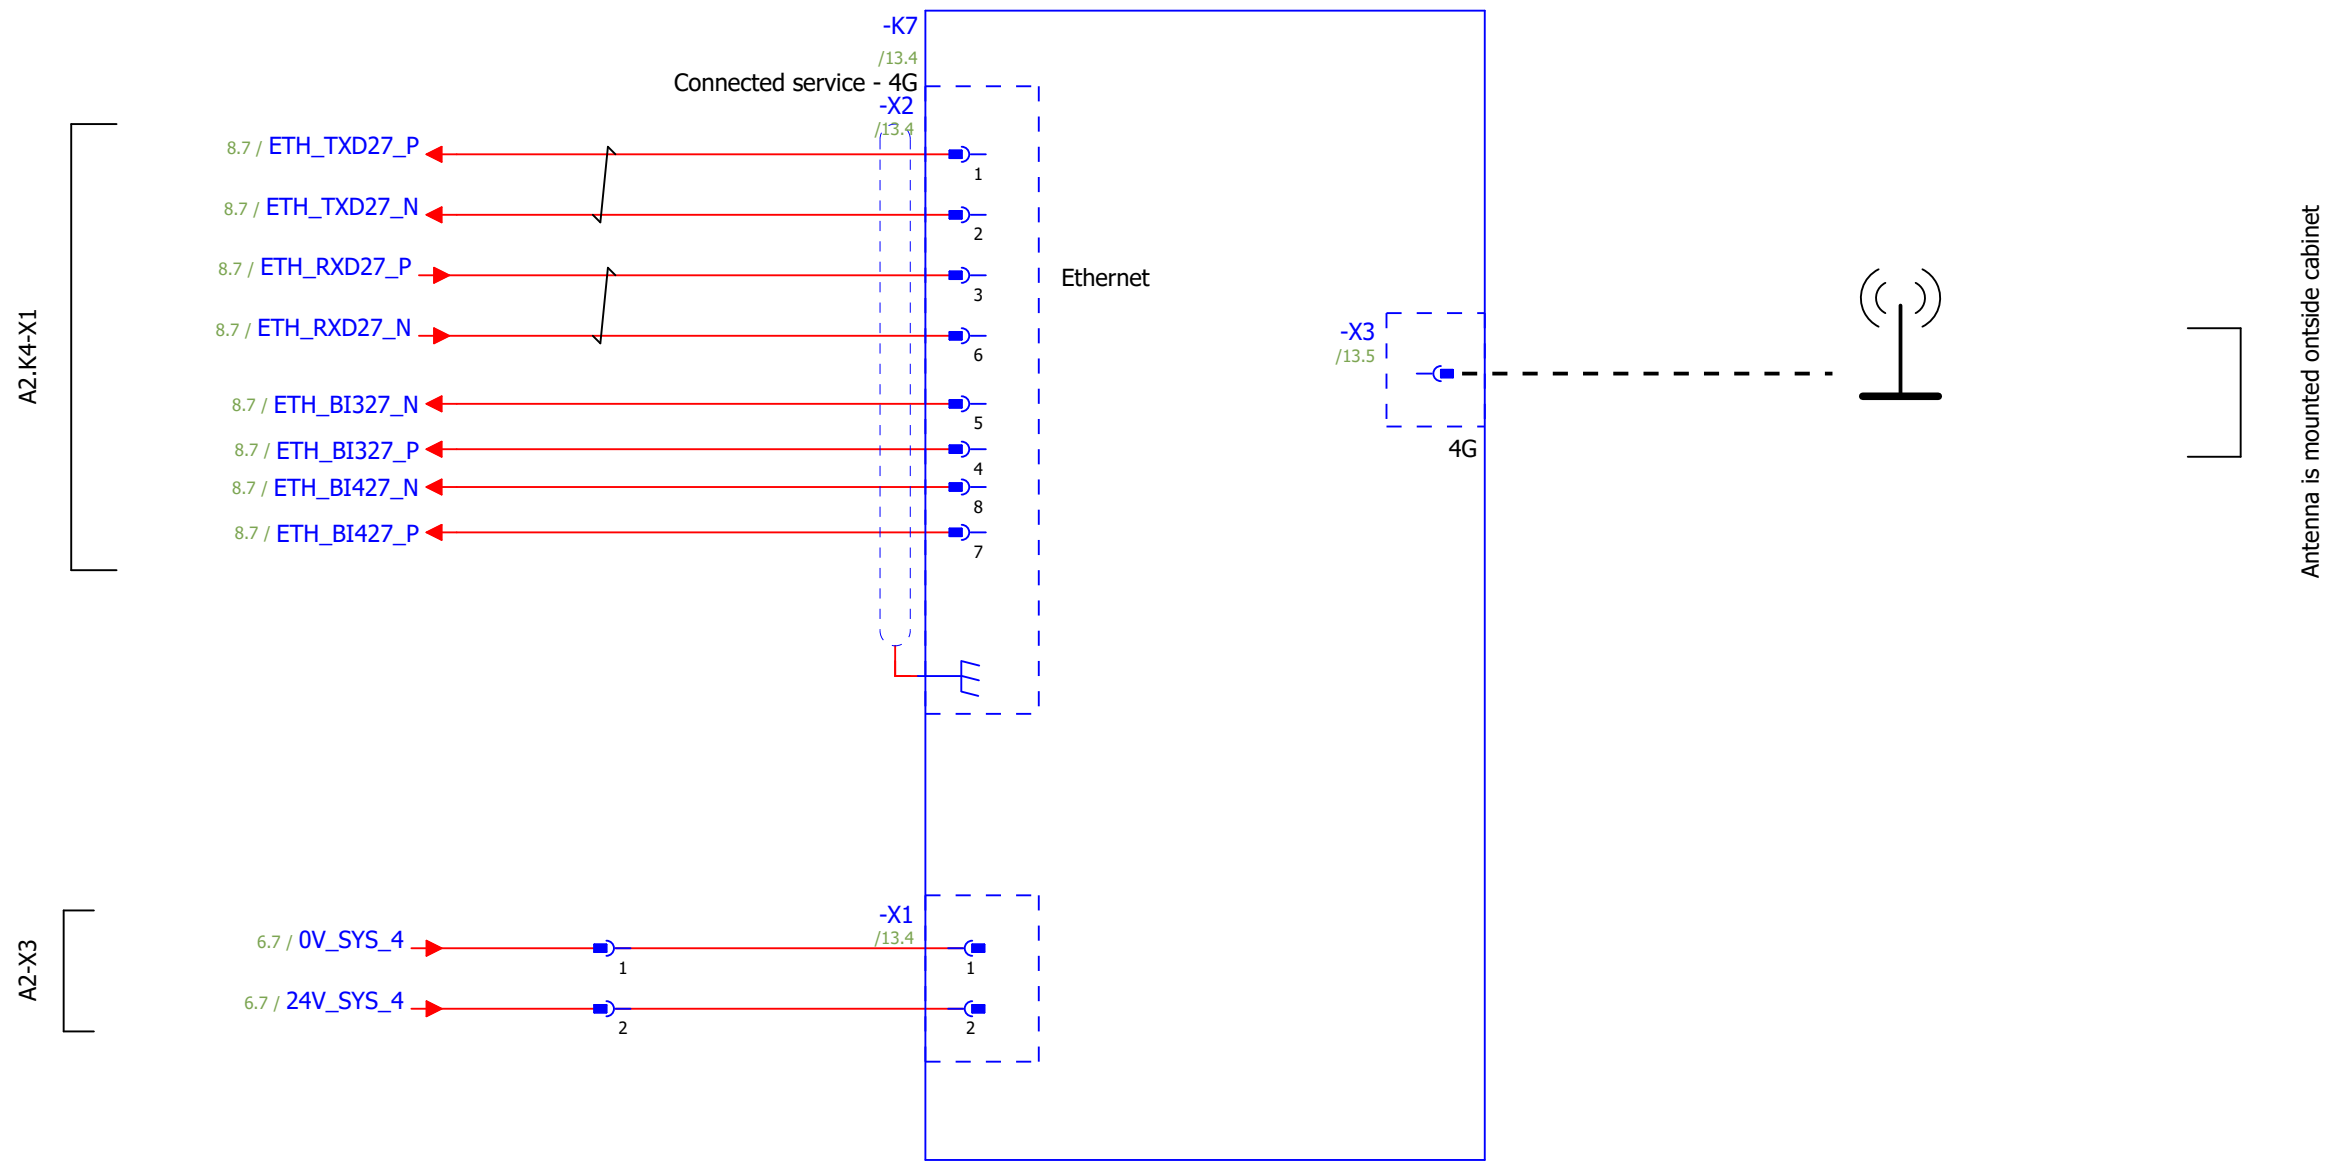 -K7
/13.4
Connected service - 4G
-X2
/13.4
8.7 / ETH_TXD27_P
1
8.7 / ETH_TXD27_N
2
8.7 / ETH_RXD27_P
3
8.7 / ETH_RXD27_N
6
8.7 / ETH_BI327_N
5
8.7 / ETH_BI327_P
4
8.7 / ETH_BI427_N
8
8.7 / ETH_BI427_P
7
A2.K4-X1
Ethernet
-X3
/13.5
4G
Antenna is mounted ontside cabinet
-X1
/13.4
6.7 / 0V_SYS_4
1
1
6.7 / 24V_SYS_4
2
2
A2-X3